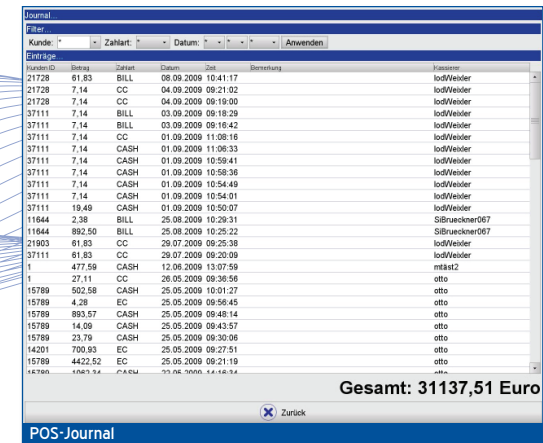 Journal...
Filter...
Kunde: * Zahlart: * Datum: * * * Anwenden
Einträge...
Kunden ID Betrag Zahlart Datum Zeit Bemerkung Kassierer
21728 61,83 BILL 08.09.2009 10:41:17 lodWeixler
21728 7,14 CC 04.09.2009 09:21:02 lodWeixler
21728 7,14 CC 04.09.2009 09:19:00 lodWeixler
37111 7,14 BILL 03.09.2009 09:18:29 lodWeixler
37111 7,14 BILL 03.09.2009 09:16:42 lodWeixler
37111 7,14 CC 01.09.2009 11:08:16 lodWeixler
37111 7,14 CASH 01.09.2009 11:06:33 lodWeixler
37111 7,14 CASH 01.09.2009 10:59:41 lodWeixler
37111 7,14 CASH 01.09.2009 10:58:36 lodWeixler
37111 7,14 CASH 01.09.2009 10:54:49 lodWeixler
37111 7,14 CASH 01.09.2009 10:54:01 lodWeixler
37111 19,49 CASH 01.09.2009 10:50:07 lodWeixler
11644 2,38 BILL 25.08.2009 10:29:31 SiBrueckner067
11644 892,50 BILL 25.08.2009 10:25:22 SiBrueckner067
21903 61,83 CC 29.07.2009 09:25:38 lodWeixler
37111 61,83 CC 29.07.2009 09:20:09 lodWeixler
1 477,59 CASH 12.06.2009 13:07:59 mtäst2
1 27,11 CC 26.05.2009 09:36:56 otto
15789 502,58 CASH 25.05.2009 10:01:27 otto
15789 4,28 EC 25.05.2009 09:56:45 otto
15789 893,57 CASH 25.05.2009 09:48:14 otto
15789 14,09 CASH 25.05.2009 09:43:57 otto
15789 23,79 CASH 25.05.2009 09:30:06 otto
14201 700,93 EC 25.05.2009 09:27:51 otto
15789 4422,52 EC 25.05.2009 09:21:19 otto
15789 1062,34 CASH 22.05.2009 14:16:34 otto
Gesamt: 31137,51 Euro
Zurück
POS-Journal